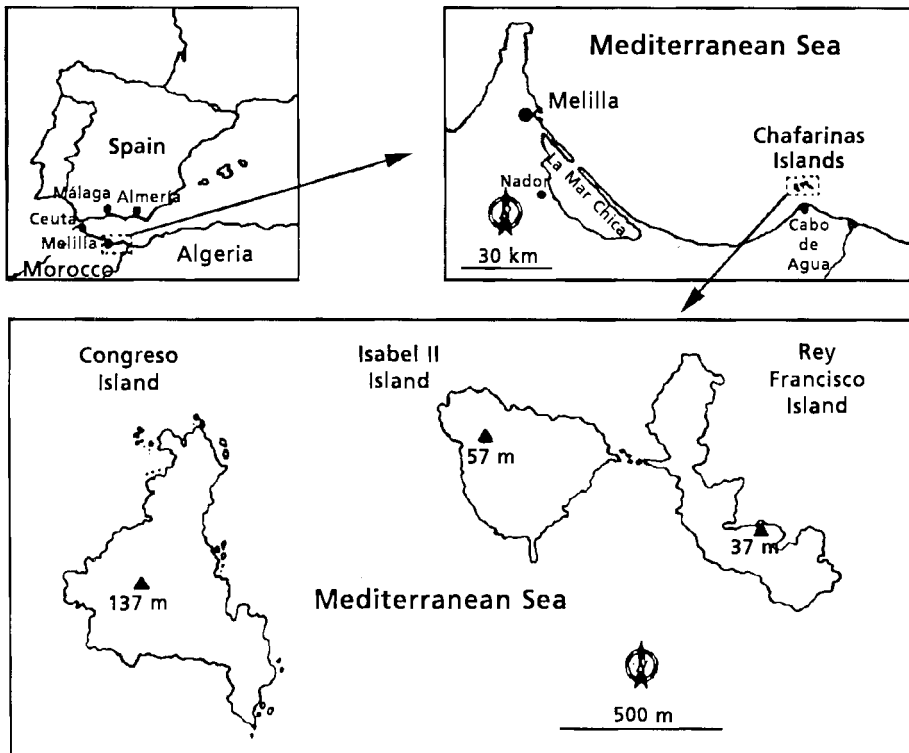 Spain
Málaga
Almería
Ceuta
Melilla
Morocco
Algeria
Mediterranean Sea
Melilla
Chafarinas
Islands
Nador
La Mar Chica
30 km
Cabo
de
Agua
Congreso
Island
Isabel II
Island
Rey
Francisco
Island
57 m
37 m
137 m
Mediterranean Sea
500 m